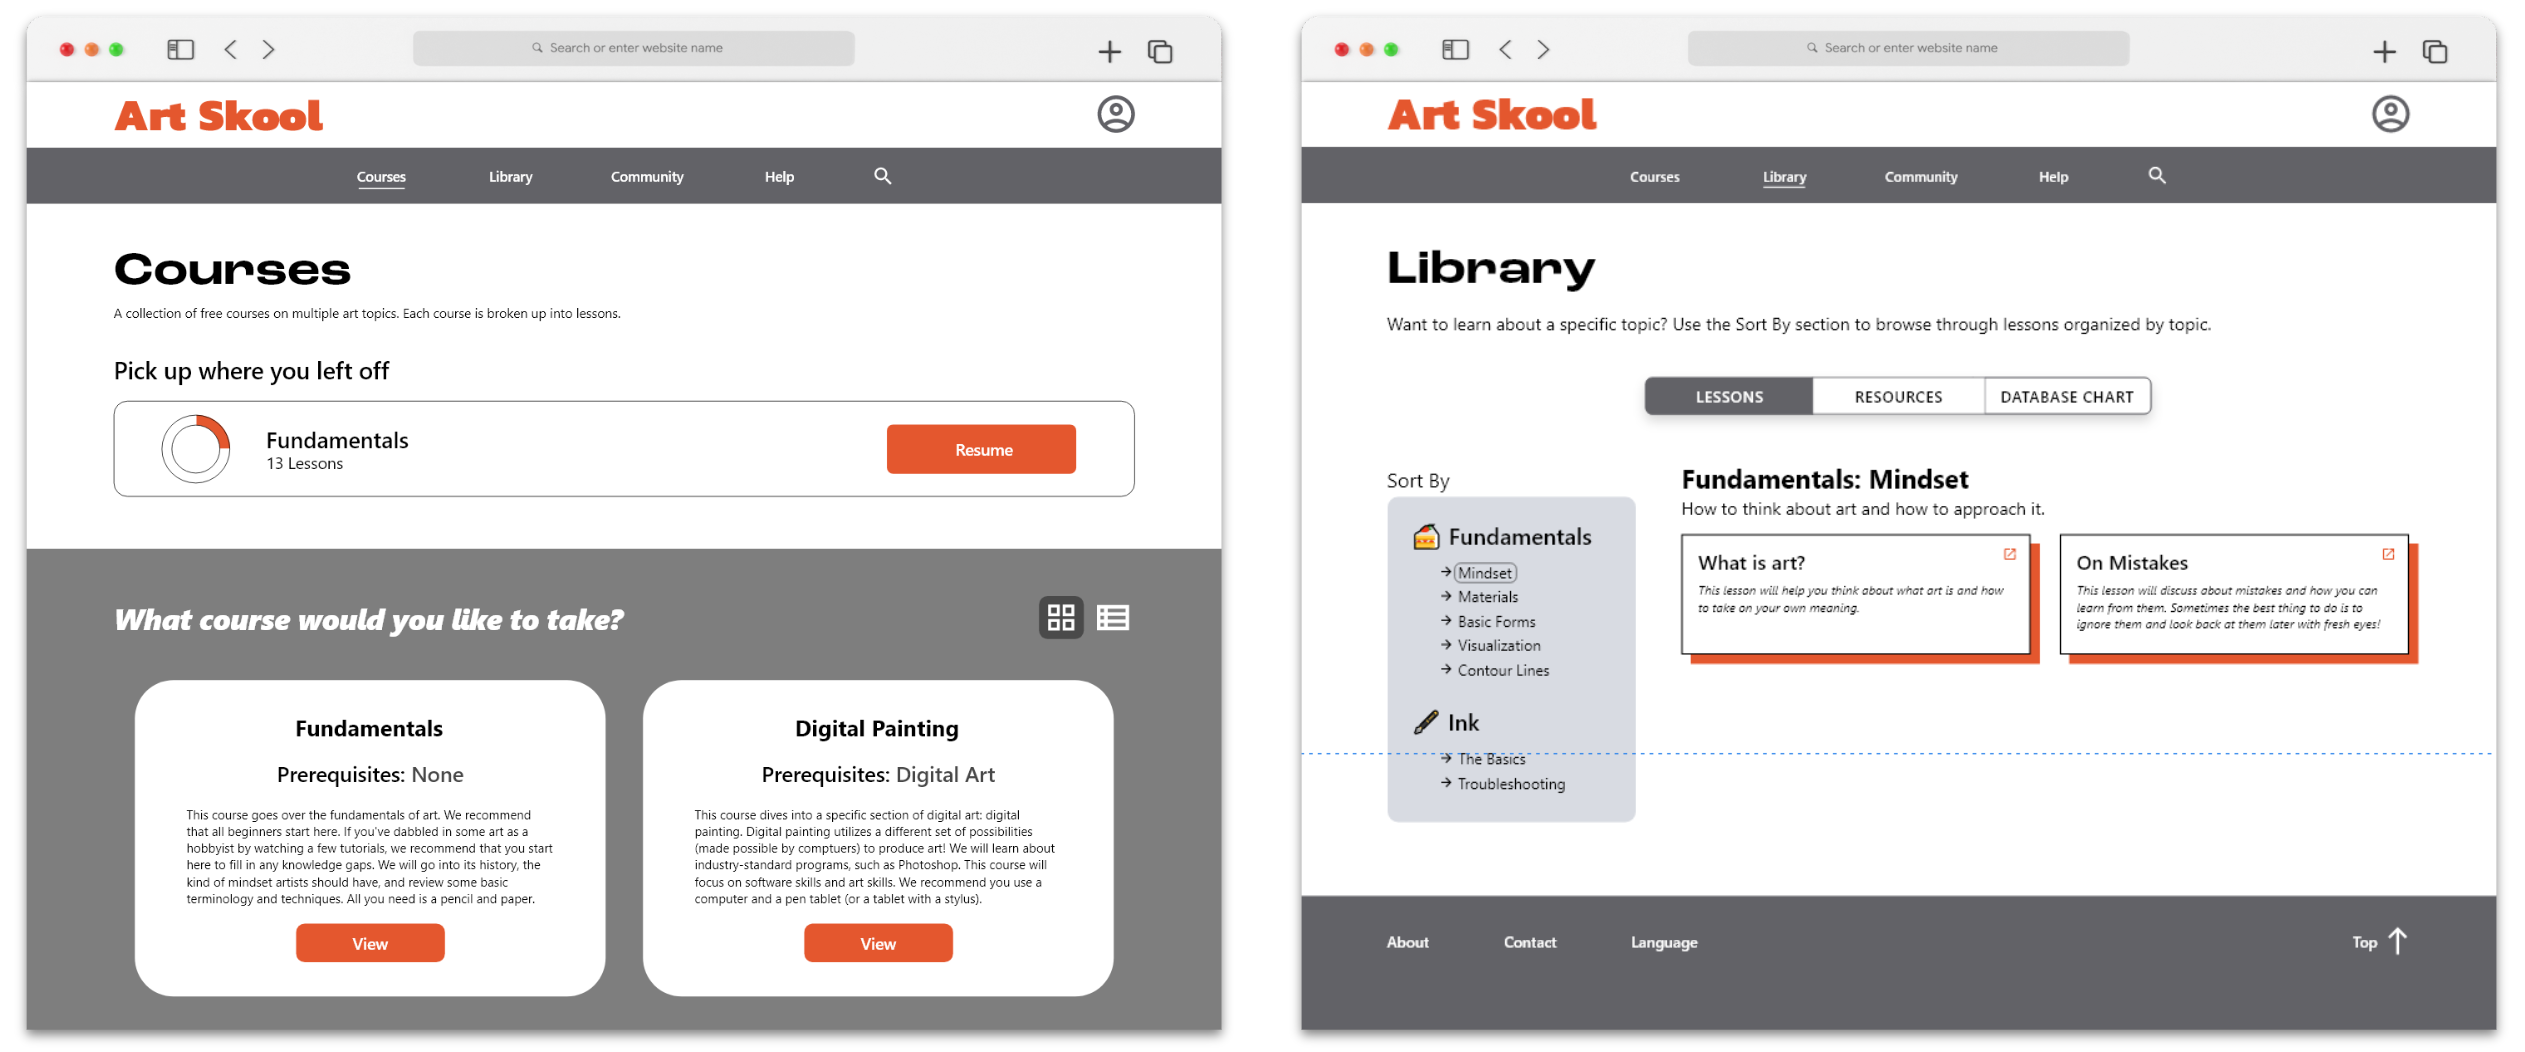 Search or enter website name
Art Skool
Courses
Library
Community
Help
Courses
A collection of free courses on multiple art topics. Each course is broken up into lessons.
Pick up where you left off
Fundamentals
13 Lessons
Resume
What course would you like to take?
Fundamentals
Prerequisites: None
This course goes over the fundamentals of art. We recommend
that all beginners start here. If you've dabbled in some art as a
hobbyist by watching a few tutorials, we recommend that you start
here to fill in any knowledge gaps. We will go into its history, the
kind of mindset artists should have, and review some basic
terminology and techniques. All you need is a pencil and paper.
View
Digital Painting
Prerequisites: Digital Art
This course dives into a specific section of digital art: digital
painting. Digital painting utilizes a different set of possibilities
(made possible by comptuers) to produce art! We will learn about
industry-standard programs, such as Photoshop. This course will
focus on software skills and art skills. We recommend you use a
computer and a pen tablet (or a tablet with a stylus).
View
Search or enter website name
Art Skool
Courses
Library
Community
Help
Library
Want to learn about a specific topic? Use the Sort By section to browse through lessons organized by topic.
LESSONS
RESOURCES
DATABASE CHART
Sort By
Fundamentals
→ Mindset
→ Materials
→ Basic Forms
→ Visualization
→ Contour Lines
Ink
→ The Basics
→ Troubleshooting
Fundamentals: Mindset
How to think about art and how to approach it.
What is art?
This lesson will help you think about what art is and how
to take on your own meaning.
On Mistakes
This lesson will discuss about mistakes and how you can
learn from them. Sometimes the best thing to do is to
ignore them and look back at them later with fresh eyes!
About
Contact
Language
Top ↑